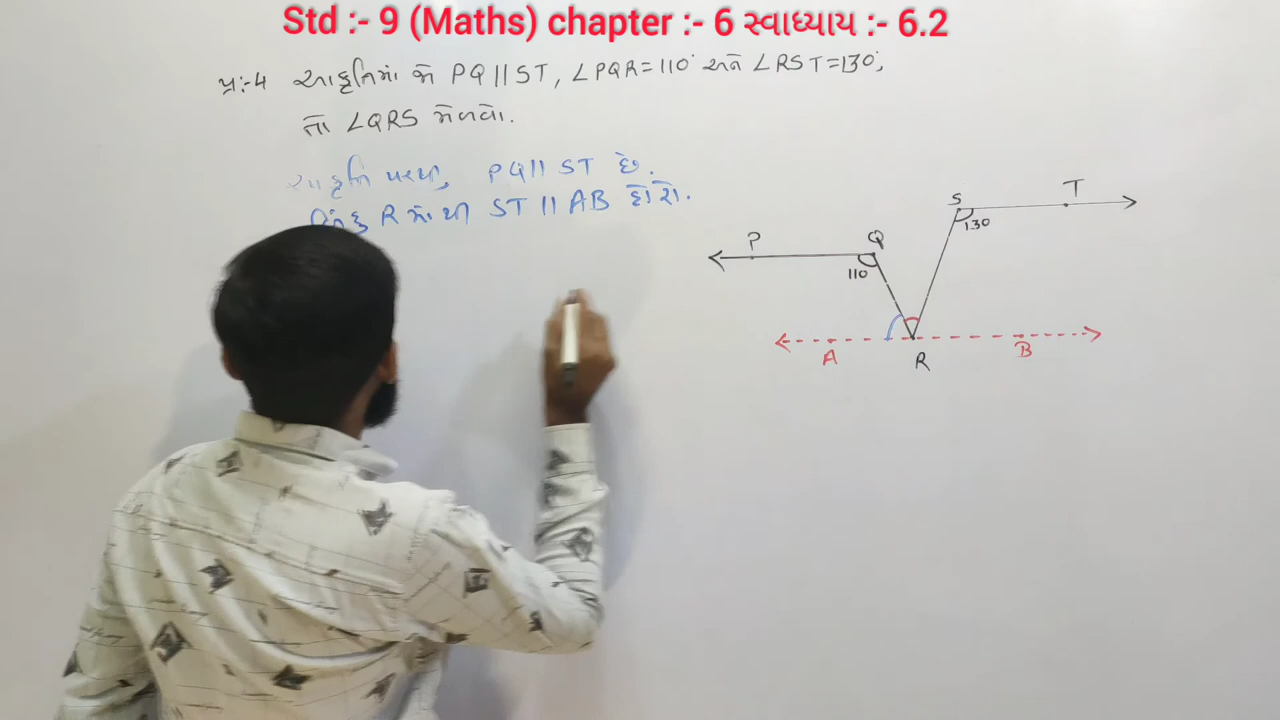 Std :- 9 (Maths) chapter :- 6 સ્વાધ્યાય :- 6.2
પ્ર:-4 આકૃતિમાં જો PQ || ST, ∠PQR = 110° અને ∠RST = 130°,
તો ∠QRS મેળવો.
આકૃતિ પરથી, PQ || ST છે.
બિંદુ R માંથી ST || AB દોરો.
S T
130
P Q
110
A R B